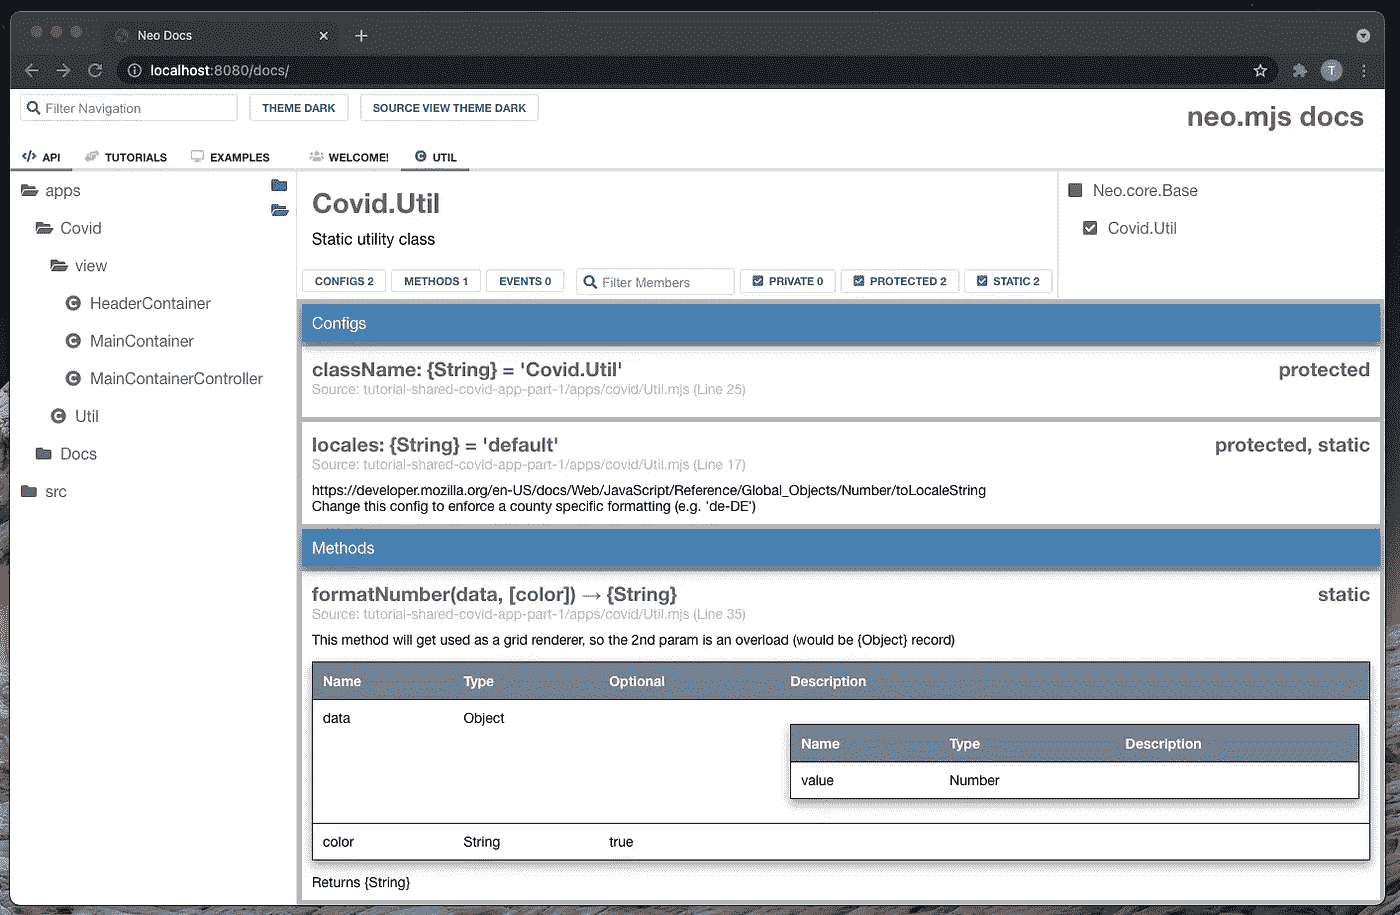 Neo Docs
localhost:8080/docs/
T
Filter Navigation
THEME DARK
SOURCE VIEW THEME DARK
neo.mjs docs
API
TUTORIALS
EXAMPLES
WELCOME!
UTIL
apps
Covid
view
HeaderContainer
MainContainer
MainContainerController
Util
Docs
src
Covid.Util
Static utility class
CONFIGS 2
METHODS 1
EVENTS 0
Filter Members
PRIVATE 0
PROTECTED 2
STATIC 2
Neo.core.Base
Covid.Util
Configs
className: {String} = 'Covid.Util' protected
Source: tutorial-shared-covid-app-part-1/apps/covid/Util.mjs (Line 25)
locales: {String} = 'default' protected, static
Source: tutorial-shared-covid-app-part-1/apps/covid/Util.mjs (Line 17)
https://developer.mozilla.org/en-US/docs/Web/JavaScript/Reference/Global_Objects/Number/toLocaleString
Change this config to enforce a county specific formatting (e.g. 'de-DE')
Methods
formatNumber(data, [color]) → {String} static
Source: tutorial-shared-covid-app-part-1/apps/covid/Util.mjs (Line 35)
This method will get used as a grid renderer, so the 2nd param is an overload (would be {Object} record)
Name Type Optional Description
data Object
Name Type Description
value Number
color String true
Returns {String}